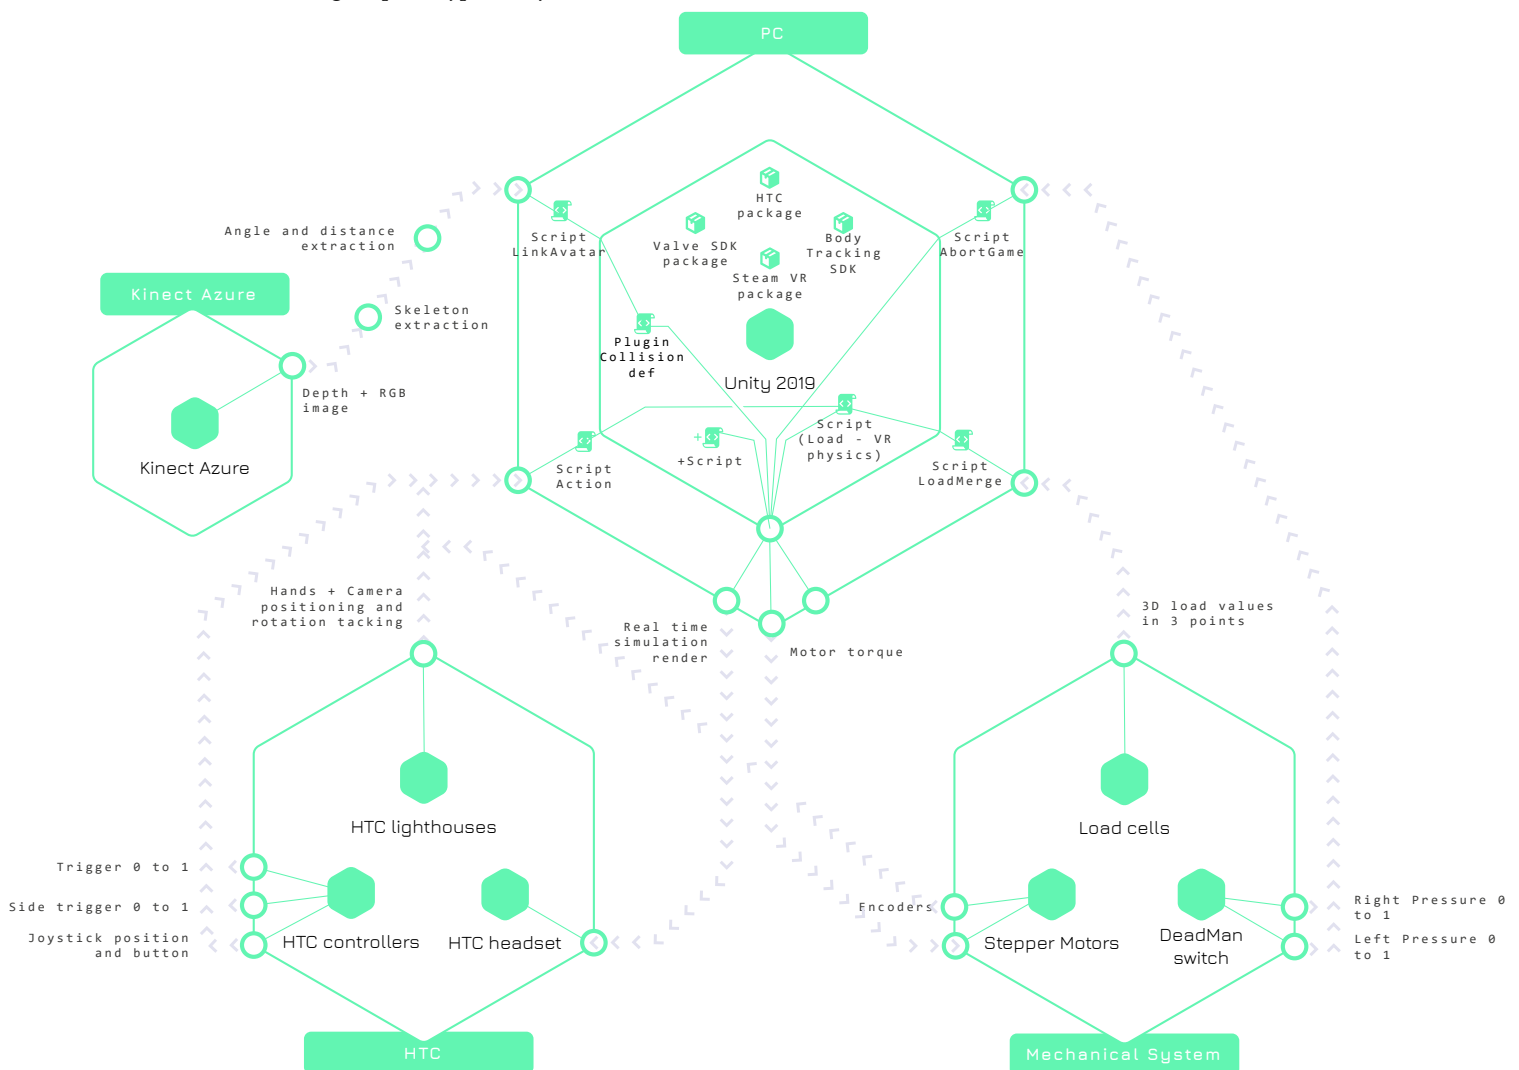 PC
HTC
package
Valve SDK
package
Body
Tracking
SDK
Steam VR
package
Script
LinkAvatar
Script
AbortGame
Angle and distance
extraction
Kinect Azure
Skeleton
extraction
Plugin
Collision
def
Unity 2019
Depth + RGB
image
Kinect Azure
Script
(Load - VR
physics)
+
+Script
Script
Action
Script
LoadMerge
Hands + Camera
positioning and
rotation tacking
Real time
simulation
render
Motor torque
3D load values
in 3 points
HTC lighthouses
Load cells
Trigger 0 to 1
Side trigger 0 to 1
Joystick position
and button
HTC controllers
HTC headset
Encoders
Stepper Motors
DeadMan
switch
Right Pressure 0
to 1
Left Pressure 0
to 1
HTC
Mechanical System